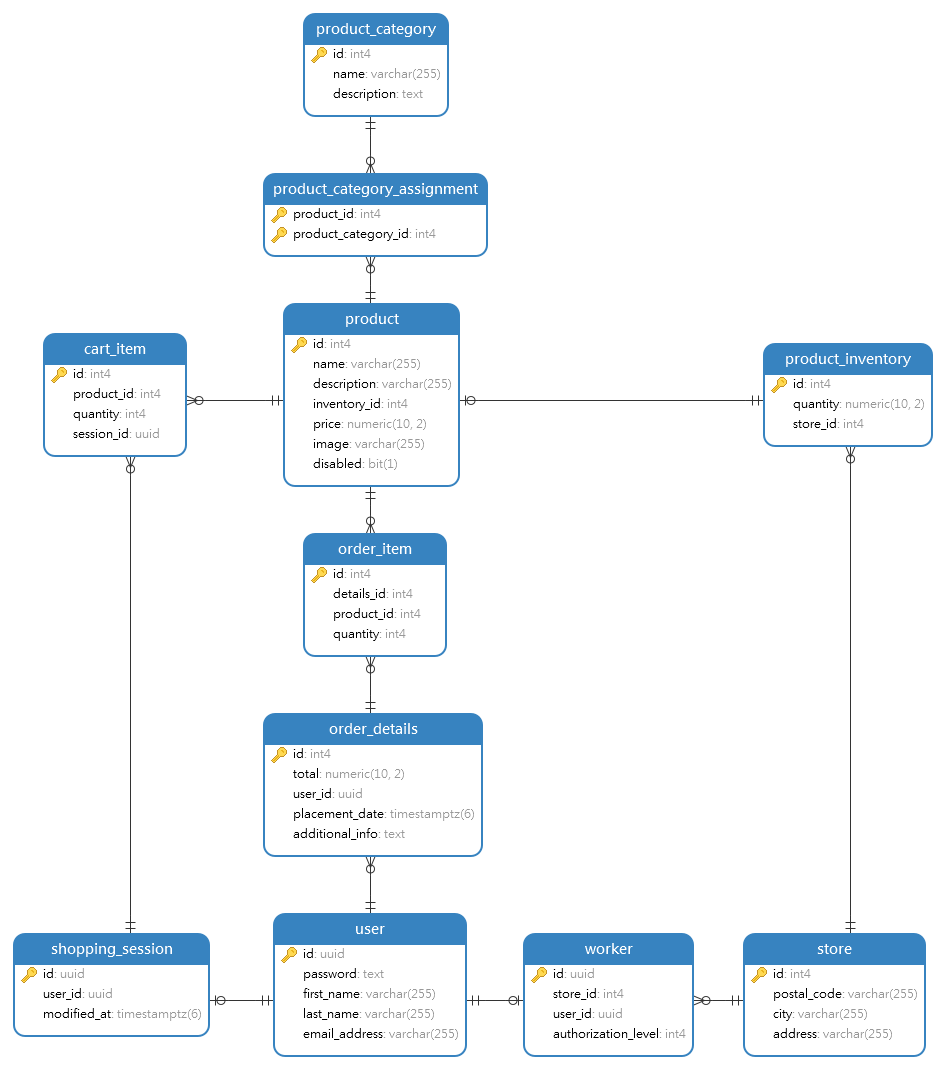 product_category
id: int4
name: varchar(255)
description: text
product_category_assignment
product_id: int4
product_category_id: int4
product
id: int4
name: varchar(255)
description: varchar(255)
inventory_id: int4
price: numeric(10, 2)
image: varchar(255)
disabled: bit(1)
cart_item
id: int4
product_id: int4
quantity: int4
session_id: uuid
product_inventory
id: int4
quantity: numeric(10, 2)
store_id: int4
order_item
id: int4
details_id: int4
product_id: int4
quantity: int4
order_details
id: int4
total: numeric(10, 2)
user_id: uuid
placement_date: timestamptz(6)
additional_info: text
shopping_session
id: uuid
user_id: uuid
modified_at: timestamptz(6)
user
id: uuid
password: text
first_name: varchar(255)
last_name: varchar(255)
email_address: varchar(255)
worker
id: uuid
store_id: int4
user_id: uuid
authorization_level: int4
store
id: int4
postal_code: varchar(255)
city: varchar(255)
address: varchar(255)